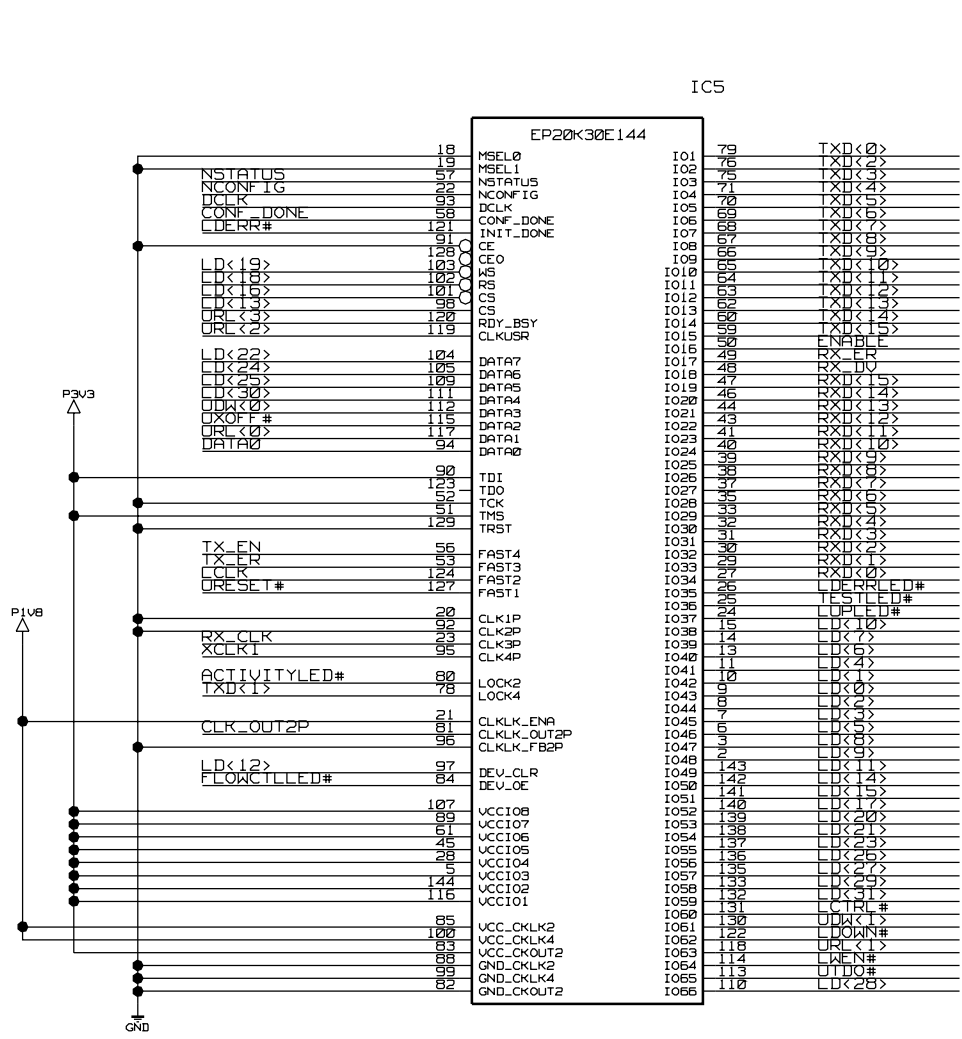 IC5
EP20K30E144
18 MSEL0
19 MSEL1
NSTATUS 57 NSTATUS
NCONFIG 22 NCONFIG
DCLK 93 DCLK
CONF_DONE 58 CONF_DONE
LDERR# 121 INIT_DONE
91 CE
128 CEO
LD<19> 103 WS
LD<18> 102 RS
LD<16> 101 CS
LD<13> 98 CS
URL<3> 120 RDY_BSY
URL<2> 119 CLKUSR
LD<22> 104 DATA7
LD<24> 105 DATA6
LD<25> 109 DATA5
LD<30> 111 DATA4
UDW<0> 112 DATA3
UXOFF# 115 DATA2
URL<0> 117 DATA1
DATA0 94 DATA0
P3V3
90 TDI
123 TDO
52 TCK
51 TMS
129 TRST
TX_EN 56 FAST4
TX_ER 53 FAST3
LCLK 124 FAST2
URESET# 127 FAST1
P1V8
20 CLK1P
92 CLK2P
RX_CLK 23 CLK3P
XCLK1 95 CLK4P
ACTIVITYLED# 80 LOCK2
TXD<1> 78 LOCK4
21 CLKLK_ENA
CLK_OUT2P 81 CLKLK_OUT2P
96 CLKLK_FB2P
LD<12> 97 DEV_CLR
FLOWCTLLED# 84 DEV_OE
107 VCCIO8
89 VCCIO7
61 VCCIO6
45 VCCIO5
28 VCCIO4
5 VCCIO3
144 VCCIO2
116 VCCIO1
85 VCC_CKLK2
100 VCC_CKLK4
83 VCC_CKOUT2
88 GND_CKLK2
99 GND_CKLK4
82 GND_CKOUT2
GND
IO1 79 TXD<0>
IO2 76 TXD<2>
IO3 75 TXD<3>
IO4 71 TXD<4>
IO5 70 TXD<5>
IO6 69 TXD<6>
IO7 68 TXD<7>
IO8 67 TXD<8>
IO9 66 TXD<9>
IO10 65 TXD<10>
IO11 64 TXD<11>
IO12 63 TXD<12>
IO13 62 TXD<13>
IO14 60 TXD<14>
IO15 59 TXD<15>
IO16 50 ENABLE
IO17 49 RX_ER
IO18 48 RX_DV
IO19 47 RXD<15>
IO20 46 RXD<14>
IO21 44 RXD<13>
IO22 43 RXD<12>
IO23 41 RXD<11>
IO24 40 RXD<10>
IO25 39 RXD<9>
IO26 38 RXD<8>
IO27 37 RXD<7>
IO28 35 RXD<6>
IO29 33 RXD<5>
IO30 32 RXD<4>
IO31 31 RXD<3>
IO32 30 RXD<2>
IO33 29 RXD<1>
IO34 27 RXD<0>
IO35 26 LDERRLED#
IO36 25 TESTLED#
IO37 24 LUPLED#
IO38 15 LD<10>
IO39 14 LD<7>
IO40 13 LD<6>
IO41 11 LD<4>
IO42 10 LD<1>
IO43 9 LD<0>
IO44 8 LD<2>
IO45 7 LD<3>
IO46 6 LD<5>
IO47 3 LD<8>
IO48 2 LD<9>
IO49 143 LD<11>
IO50 142 LD<14>
IO51 141 LD<15>
IO52 140 LD<17>
IO53 139 LD<20>
IO54 138 LD<21>
IO55 137 LD<23>
IO56 136 LD<26>
IO57 135 LD<27>
IO58 133 LD<29>
IO59 132 LD<31>
IO60 131 LCTRL#
IO61 130 UDW<1>
IO62 122 LDOWN#
IO63 118 URL<1>
IO64 114 LWEN#
IO65 113 UTDO#
IO66 110 LD<28>